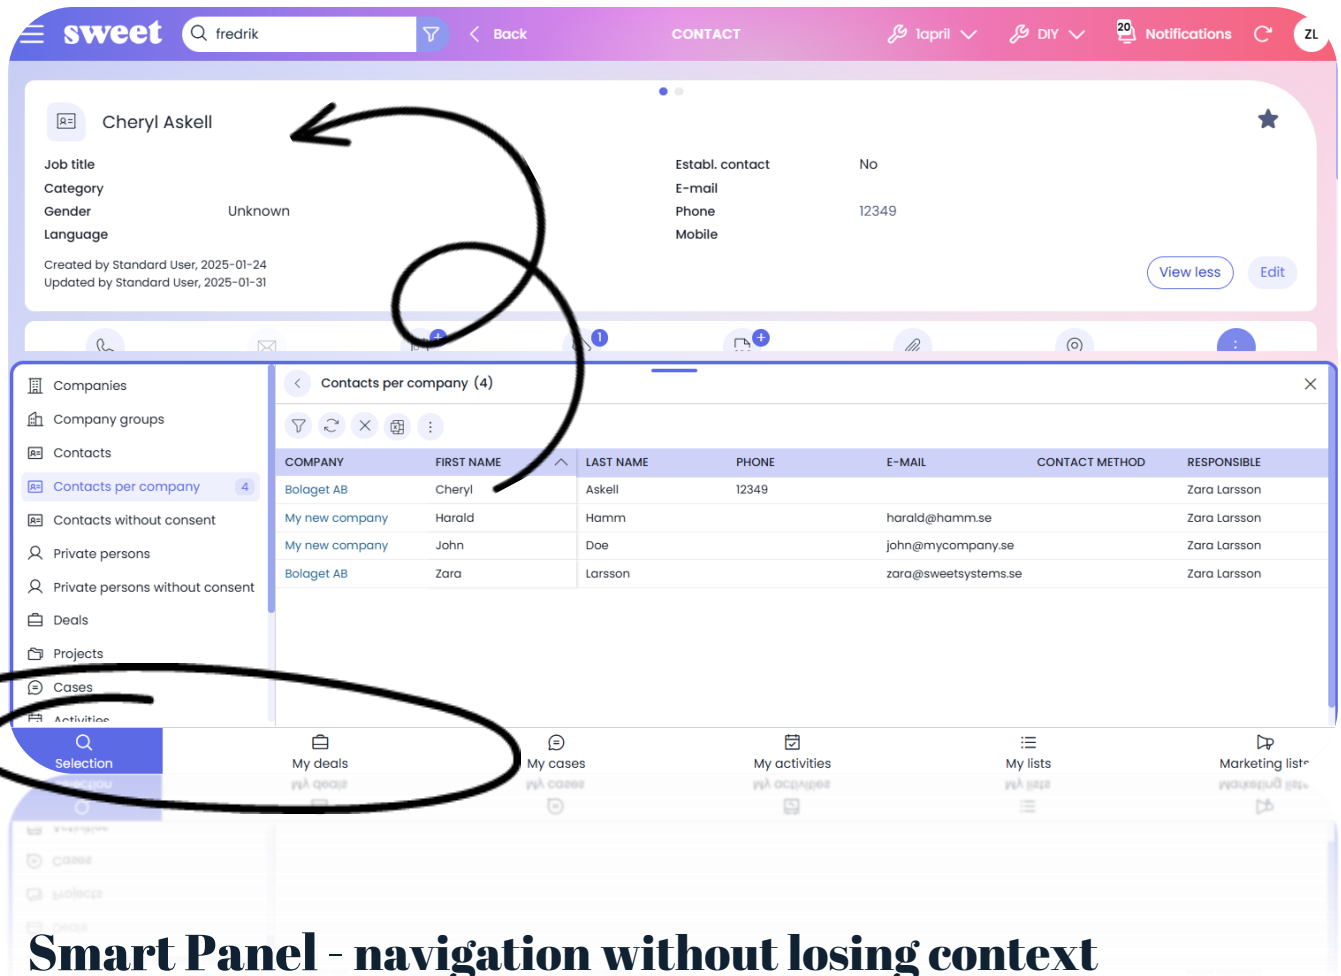 sweet fredrik Back CONTACT 1april DIY 20 Notifications ZL
Cheryl Askell
Job title
Category
Gender Unknown
Language
Created by Standard User, 2025-01-24
Updated by Standard User, 2025-01-31
Establ. contact No
E-mail
Phone 12349
Mobile
View less Edit
1
Companies
Company groups
Contacts
Contacts per company 4
Contacts without consent
Private persons
Private persons without consent
Deals
Projects
Cases
Activities
Contacts per company (4)
COMPANY FIRST NAME LAST NAME PHONE E-MAIL CONTACT METHOD RESPONSIBLE
Bolaget AB Cheryl Askell 12349 Zara Larsson
My new company Harald Hamm harald@hamm.se Zara Larsson
My new company John Doe john@mycompany.se Zara Larsson
Bolaget AB Zara Larsson zara@sweetsystems.se Zara Larsson
Selection My deals My cases My activities My lists Marketing lists
Smart Panel - navigation without losing context